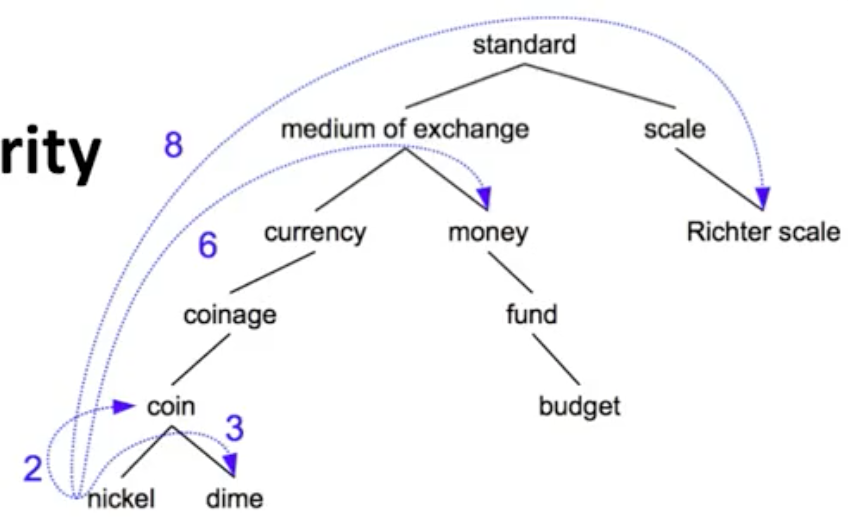 standard
rity
8
medium of exchange
scale
6
currency
money
Richter scale
coinage
fund
coin
budget
3
2
nickel
dime